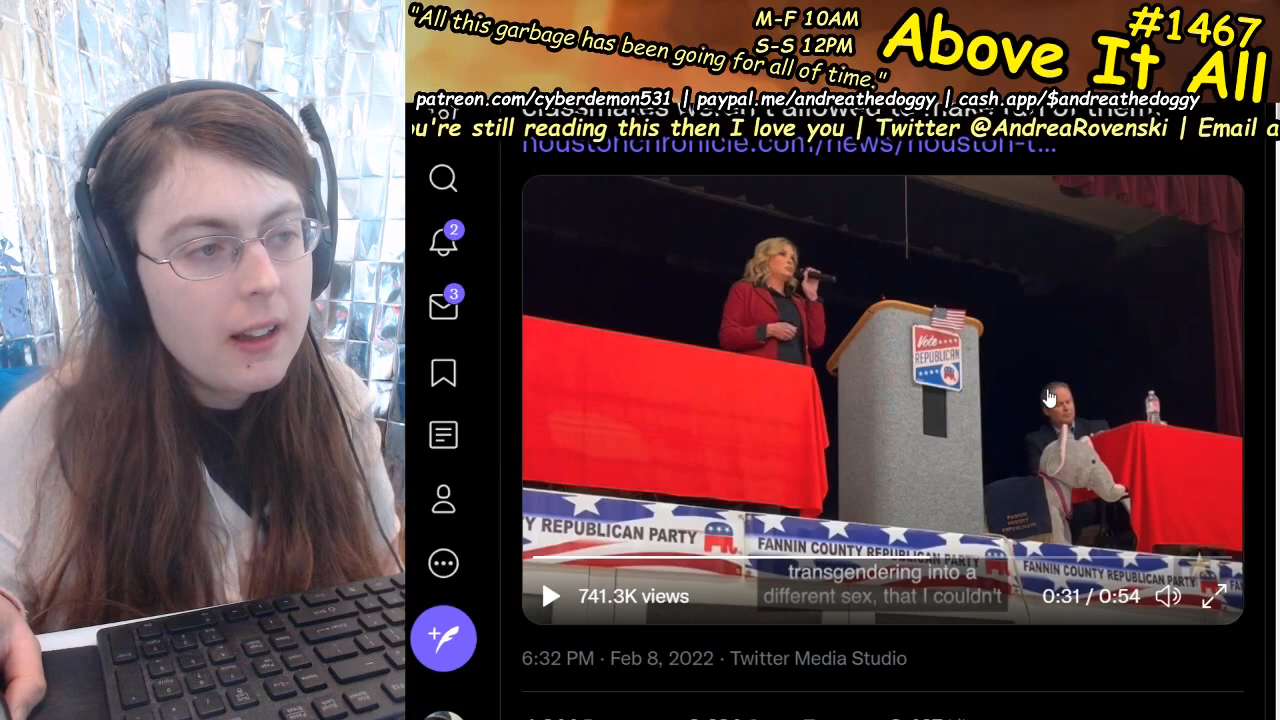 "All this garbage has been going for all of time."
M-F 10AM
S-S 12PM
#1467
Above It All
patreon.com/cyberdemon531 | paypal.me/andreathedoggy | cash.app/$andreathedoggy
u're still reading this then I love you | Twitter @AndreaRovenski | Email a
houstonchronicle.com/news/houston-t...
2
3
Vote
REPUBLICAN
Y REPUBLICAN PARTY
FANNIN COUNTY REPUBLICAN PARTY
FANNIN COUNTY REPUBLICAN PARTY
transgendering into a
different sex, that I couldn't
741.3K views
0:31 / 0:54
6:32 PM · Feb 8, 2022 · Twitter Media Studio